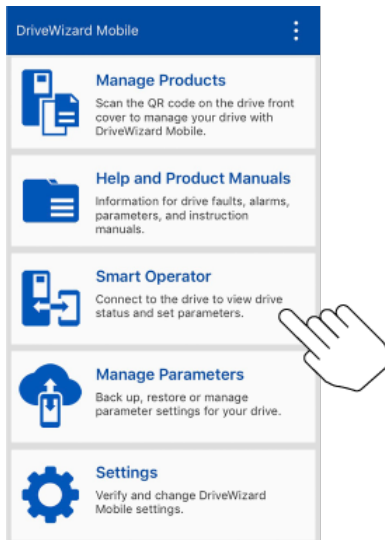 DriveWizard Mobile
Manage Products
Scan the QR code on the drive front
cover to manage your drive with
DriveWizard Mobile.
Help and Product Manuals
Information for drive faults, alarms,
parameters, and instruction
manuals.
Smart Operator
Connect to the drive to view drive
status and set parameters.
Manage Parameters
Back up, restore or manage
parameter settings for your drive.
Settings
Verify and change DriveWizard
Mobile settings.